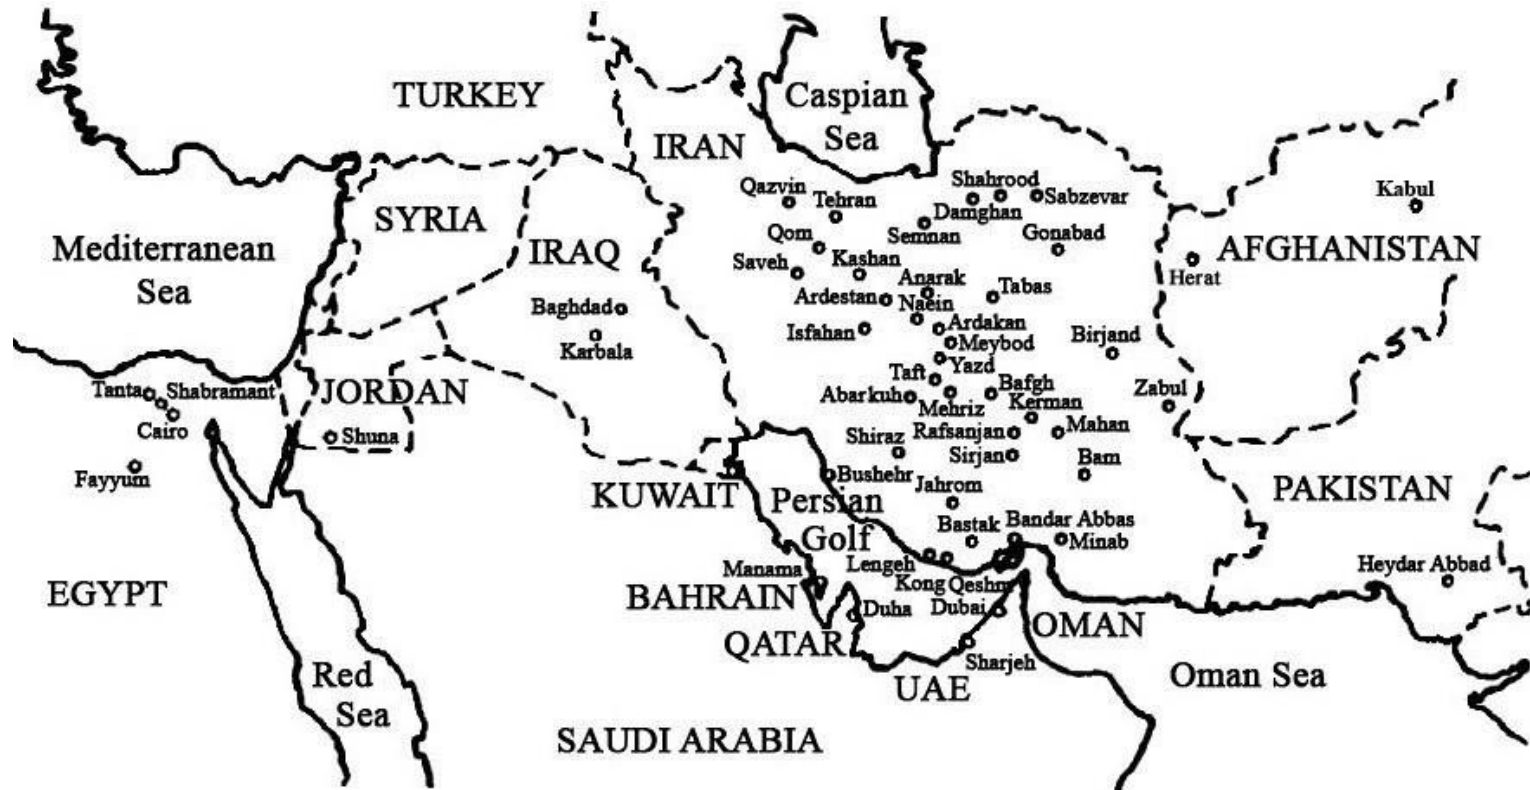 TURKEY
Caspian
Sea
IRAN
Qazvin
Tehran
Shahrood
Sabzevar
Kabul
SYRIA
Damghan
Mediterranean
Sea
IRAQ
Qom
Semnan
Gonabad
AFGHANISTAN
Saveh
Kashan
Herat
Anarak
Tabas
Ardestan
Naein
Baghdad
Isfahan
Ardakan
Birjand
Karbala
Meybod
Yazd
Tanta
Shabramant
JORDAN
Taft
Bafgh
Zabul
Abarkuh
Mehriz
Kerman
Cairo
Shuna
Shiraz
Rafsanjan
Mahan
Sirjan
Fayyum
Bushehr
Bam
KUWAIT
Persian
Golf
Jahrom
PAKISTAN
Bastak
Bandar Abbas
Minab
Manama
Lengeh
Heydar Abbad
EGYPT
BAHRAIN
Kong
Qeshm
Duha
Dubai
OMAN
QATAR
Sharjeh
Red
Sea
UAE
Oman Sea
SAUDI ARABIA